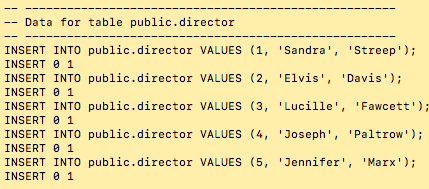 -- ---------------------------------------------------
-- Data for table public.director
-- ---------------------------------------------------
INSERT INTO public.director VALUES (1, 'Sandra', 'Streep');
INSERT 0 1
INSERT INTO public.director VALUES (2, 'Elvis', 'Davis');
INSERT 0 1
INSERT INTO public.director VALUES (3, 'Lucille', 'Fawcett');
INSERT 0 1
INSERT INTO public.director VALUES (4, 'Joseph', 'Paltrow');
INSERT 0 1
INSERT INTO public.director VALUES (5, 'Jennifer', 'Marx');
INSERT 0 1